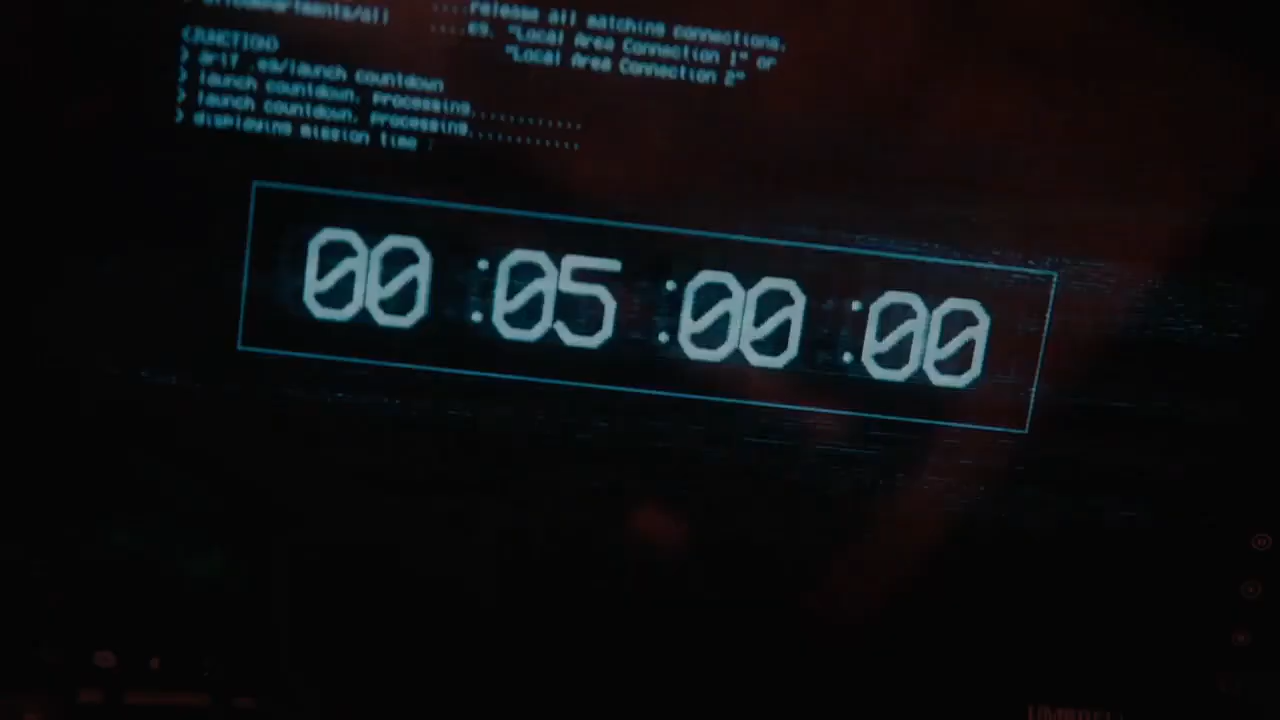 ....release all matching connections,
....eg. "Local Area Connection 1" or
"Local Area Connection 2"
(JUNCTION)
launch countdown
> launch countdown, processing............
> launch countdown, processing............
> displaying mission time :
00 :05 :00 :00